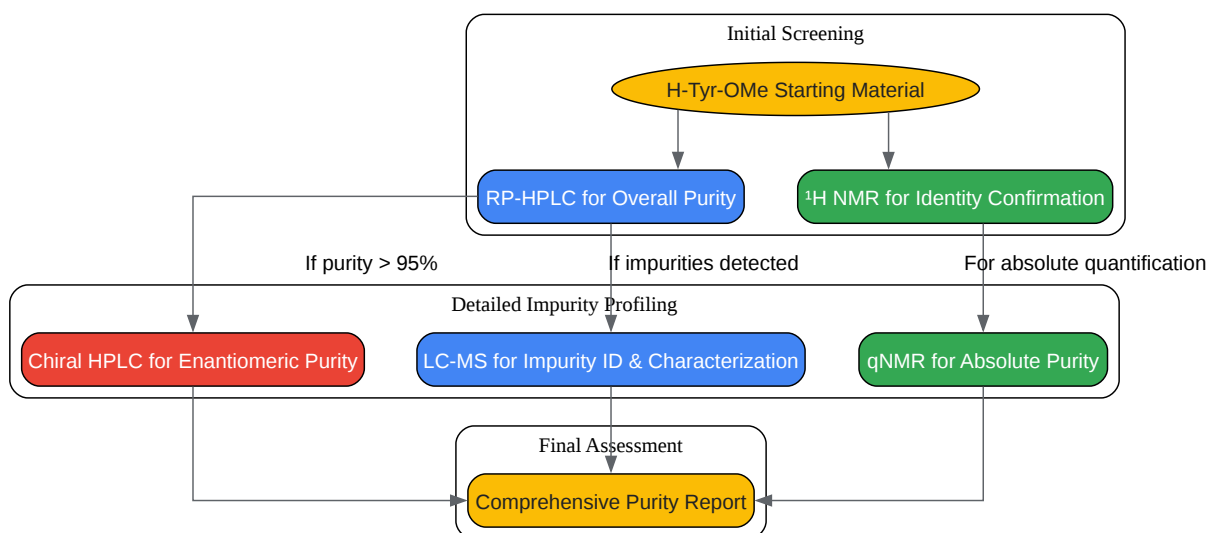 Initial Screening
H-Tyr-OMe Starting Material
RP-HPLC for Overall Purity
¹H NMR for Identity Confirmation
If purity > 95%
If impurities detected
For absolute quantification
Detailed Impurity Profiling
Chiral HPLC for Enantiomeric Purity
LC-MS for Impurity ID & Characterization
qNMR for Absolute Purity
Final Assessment
Comprehensive Purity Report